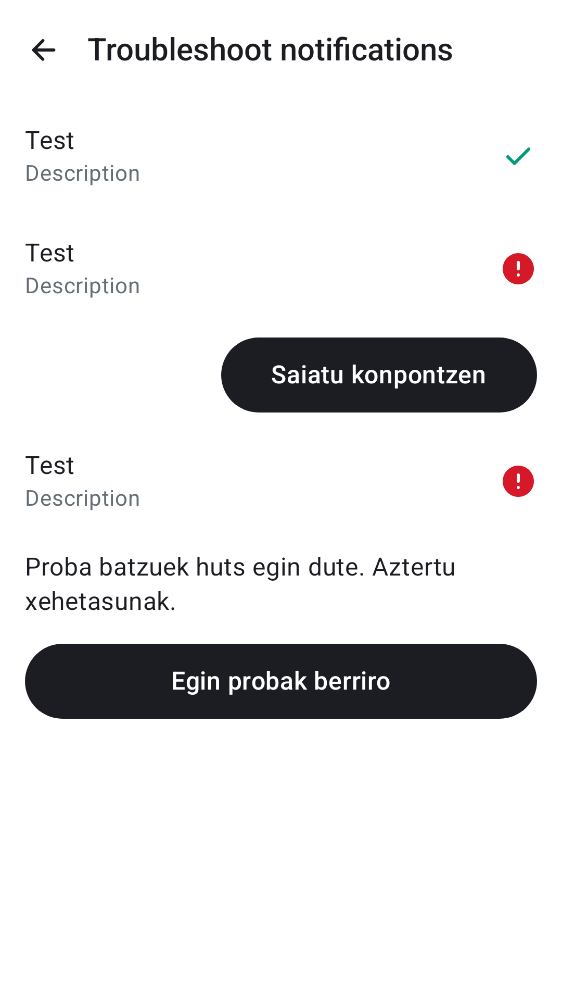 Troubleshoot notifications
Test
Description
Test
Description
Saiatu konpontzen
Test
Description
Proba batzuek huts egin dute. Aztertu
xehetasunak.
Egin probak berriro